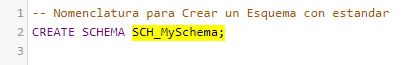 1 -- Nomenclatura para Crear un Esquema con estandar
2 CREATE SCHEMA SCH_MySchema;
3